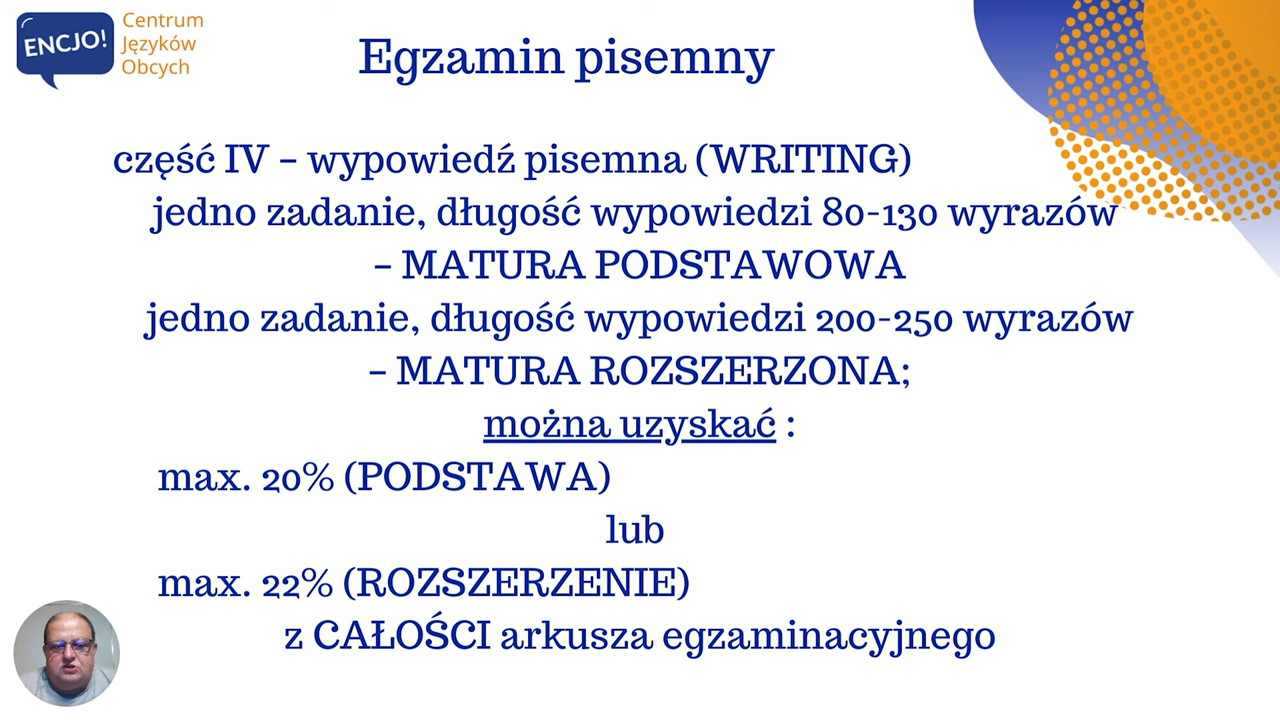 ENCJO!
Centrum
Języków
Obcych
Egzamin pisemny
część IV – wypowiedź pisemna (WRITING)
jedno zadanie, długość wypowiedzi 80-130 wyrazów
– MATURA PODSTAWOWA
jedno zadanie, długość wypowiedzi 200-250 wyrazów
– MATURA ROZSZERZONA;
można uzyskać :
max. 20% (PODSTAWA)
lub
max. 22% (ROZSZERZENIE)
z CAŁOŚCI arkusza egzaminacyjnego